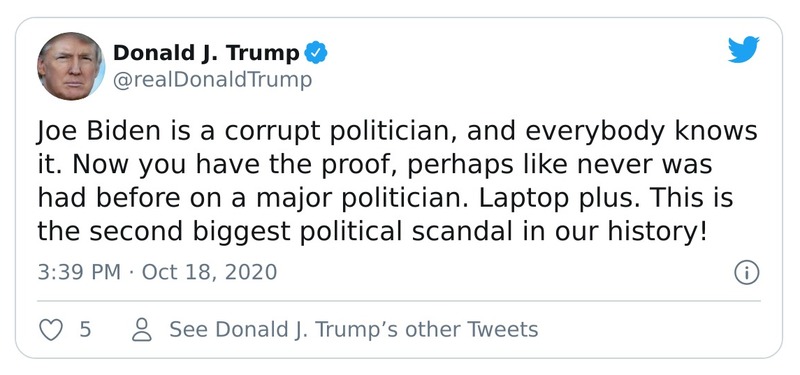 Donald J. Trump
@realDonaldTrump
Joe Biden is a corrupt politician, and everybody knows
it. Now you have the proof, perhaps like never was
had before on a major politician. Laptop plus. This is
the second biggest political scandal in our history!
3:39 PM · Oct 18, 2020
5 See Donald J. Trump’s other Tweets